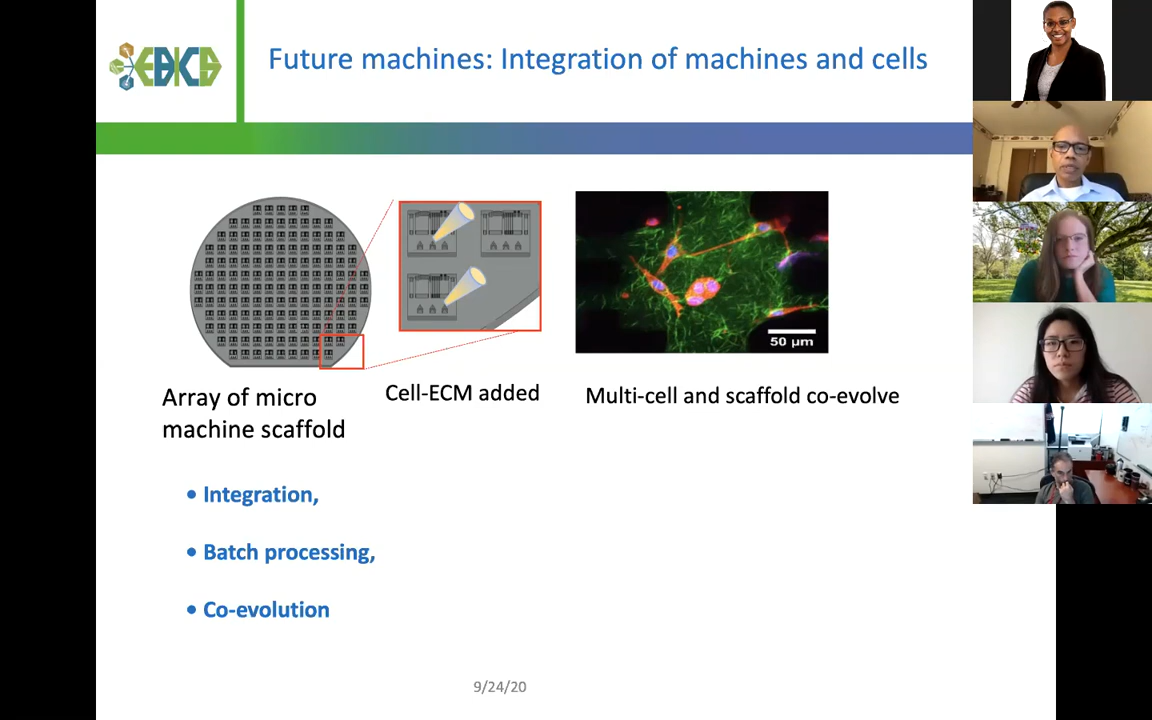 EBICS
Future machines: Integration of machines and cells
50 μm
Array of micro
machine scaffold
Cell-ECM added
Multi-cell and scaffold co-evolve
• Integration,
• Batch processing,
• Co-evolution
9/24/20